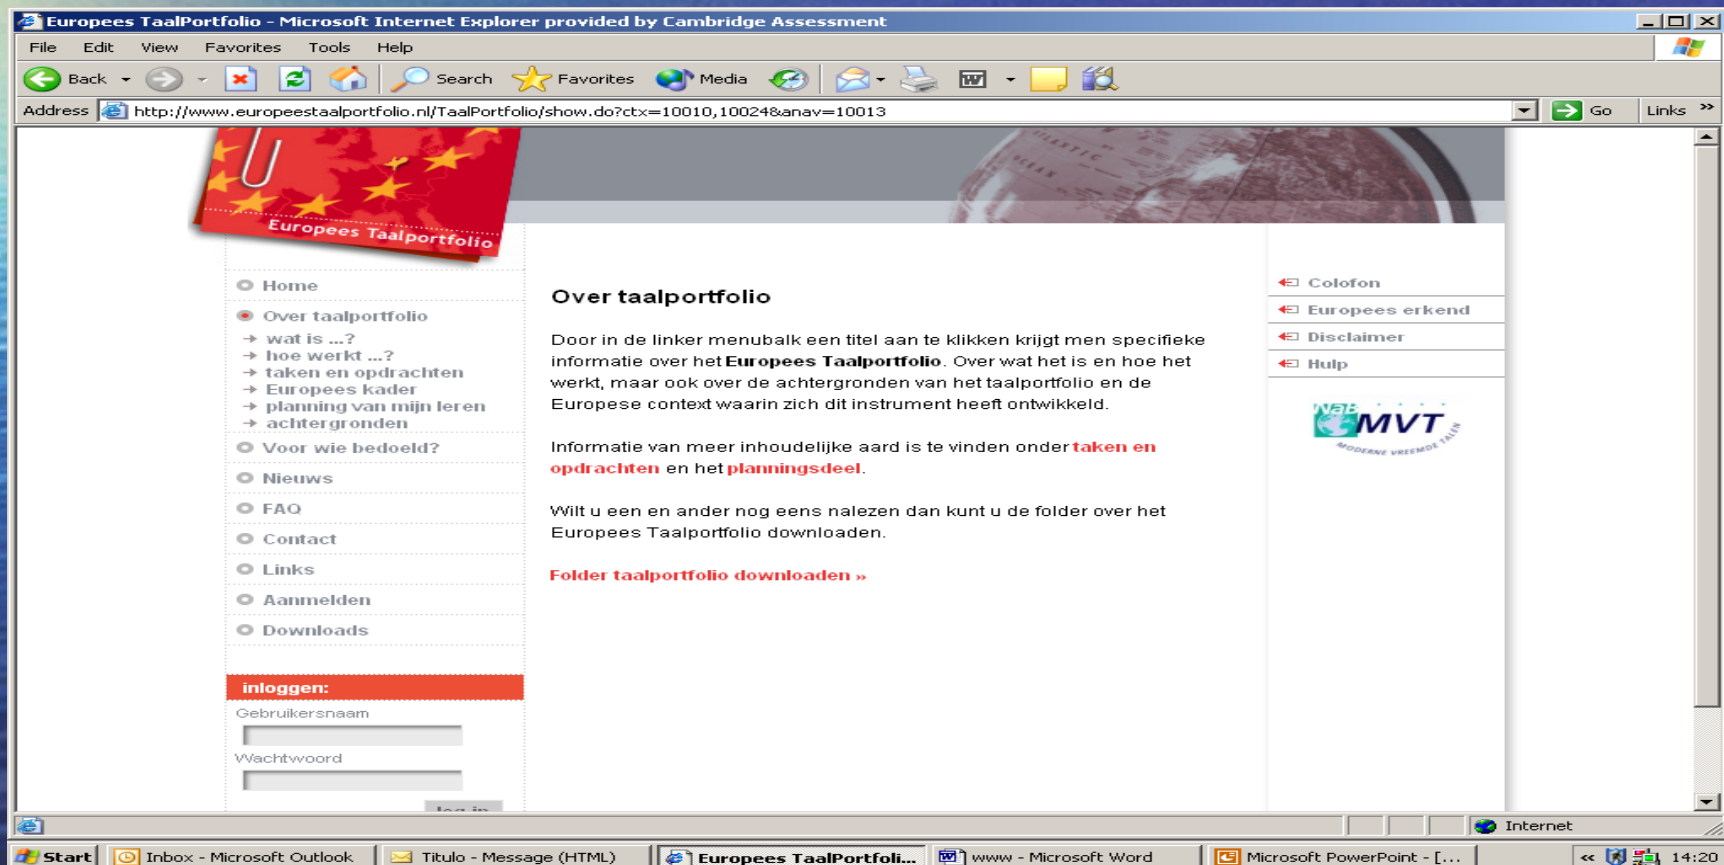 Europees TaalPortfolio - Microsoft Internet Explorer provided by Cambridge Assessment
File Edit View Favorites Tools Help
Back Search Favorites Media
Address http://www.europeestaalportfolio.nl/TaalPortfolio/show.do?ctx=10010,10024&anav=10013 Go Links »
Europees Taalportfolio
Home
Over taalportfolio
wat is ...?
hoe werkt ...?
taken en opdrachten
Europees kader
planning van mijn leren
achtergronden
Voor wie bedoeld?
Nieuws
FAQ
Contact
Links
Aanmelden
Downloads
inloggen:
Gebruikersnaam
Wachtwoord
log in
Over taalportfolio
Door in de linker menubalk een titel aan te klikken krijgt men specifieke
informatie over het Europees Taalportfolio. Over wat het is en hoe het
werkt, maar ook over de achtergronden van het taalportfolio en de
Europese context waarin zich dit instrument heeft ontwikkeld.
Informatie van meer inhoudelijke aard is te vinden onder taken en
opdrachten en het planningsdeel.
Wilt u een en ander nog eens nalezen dan kunt u de folder over het
Europees Taalportfolio downloaden.
Folder taalportfolio downloaden »
Colofon
Europees erkend
Disclaimer
Hulp
NaB
MVT
MODERNE VREEMDE TALEN
Internet
Start Inbox - Microsoft Outlook Titulo - Message (HTML) Europees TaalPortfoli... www - Microsoft Word Microsoft PowerPoint - [... « 14:20